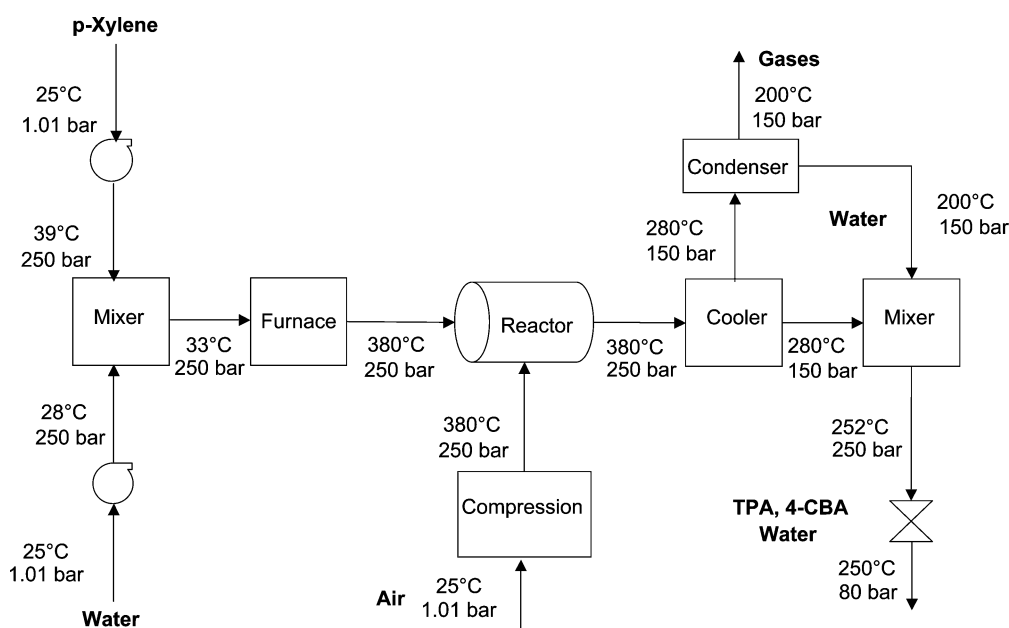 p-Xylene
25°C
1.01 bar
39°C
250 bar
Mixer
33°C
250 bar
28°C
250 bar
25°C
1.01 bar
Water
Furnace
380°C
250 bar
Reactor
380°C
250 bar
Compression
Air
25°C
1.01 bar
380°C
250 bar
Cooler
280°C
150 bar
Condenser
200°C
150 bar
Gases
Water
200°C
150 bar
280°C
150 bar
Mixer
252°C
250 bar
TPA, 4-CBA
Water
250°C
80 bar